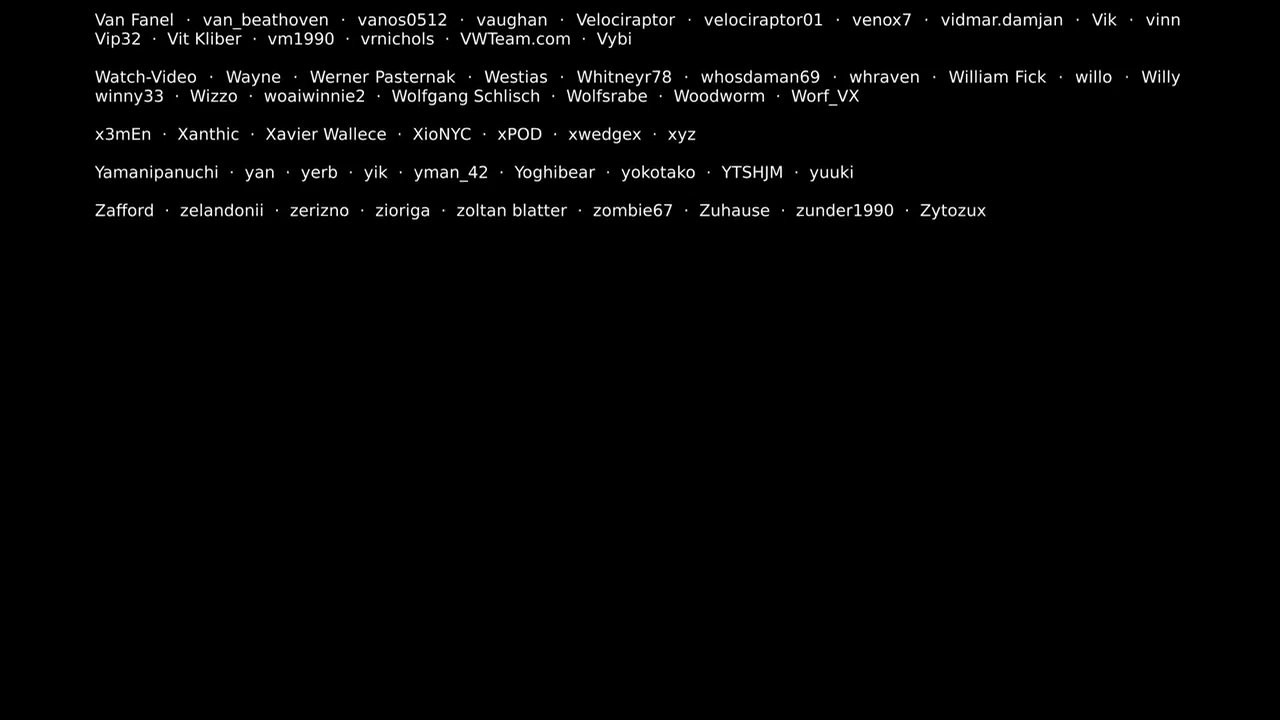 Van Fanel · van_beathoven · vanos0512 · vaughan · Velociraptor · velociraptor01 · venox7 · vidmar.damjan · Vik · vinn
Vip32 · Vit Kliber · vm1990 · vrnichols · VWTeam.com · Vybi
Watch-Video · Wayne · Werner Pasternak · Westias · Whitneyr78 · whosdaman69 · whraven · William Fick · willo · Willy
winny33 · Wizzo · woaiwinnie2 · Wolfgang Schlisch · Wolfsrabe · Woodworm · Worf_VX
x3mEn · Xanthic · Xavier Wallece · XioNYC · xPOD · xwedgex · xyz
Yamanipanuchi · yan · yerb · yik · yman_42 · Yoghibear · yokotako · YTSHJM · yuuki
Zafford · zelandonii · zerizno · zioriga · zoltan blatter · zombie67 · Zuhause · zunder1990 · Zytozux